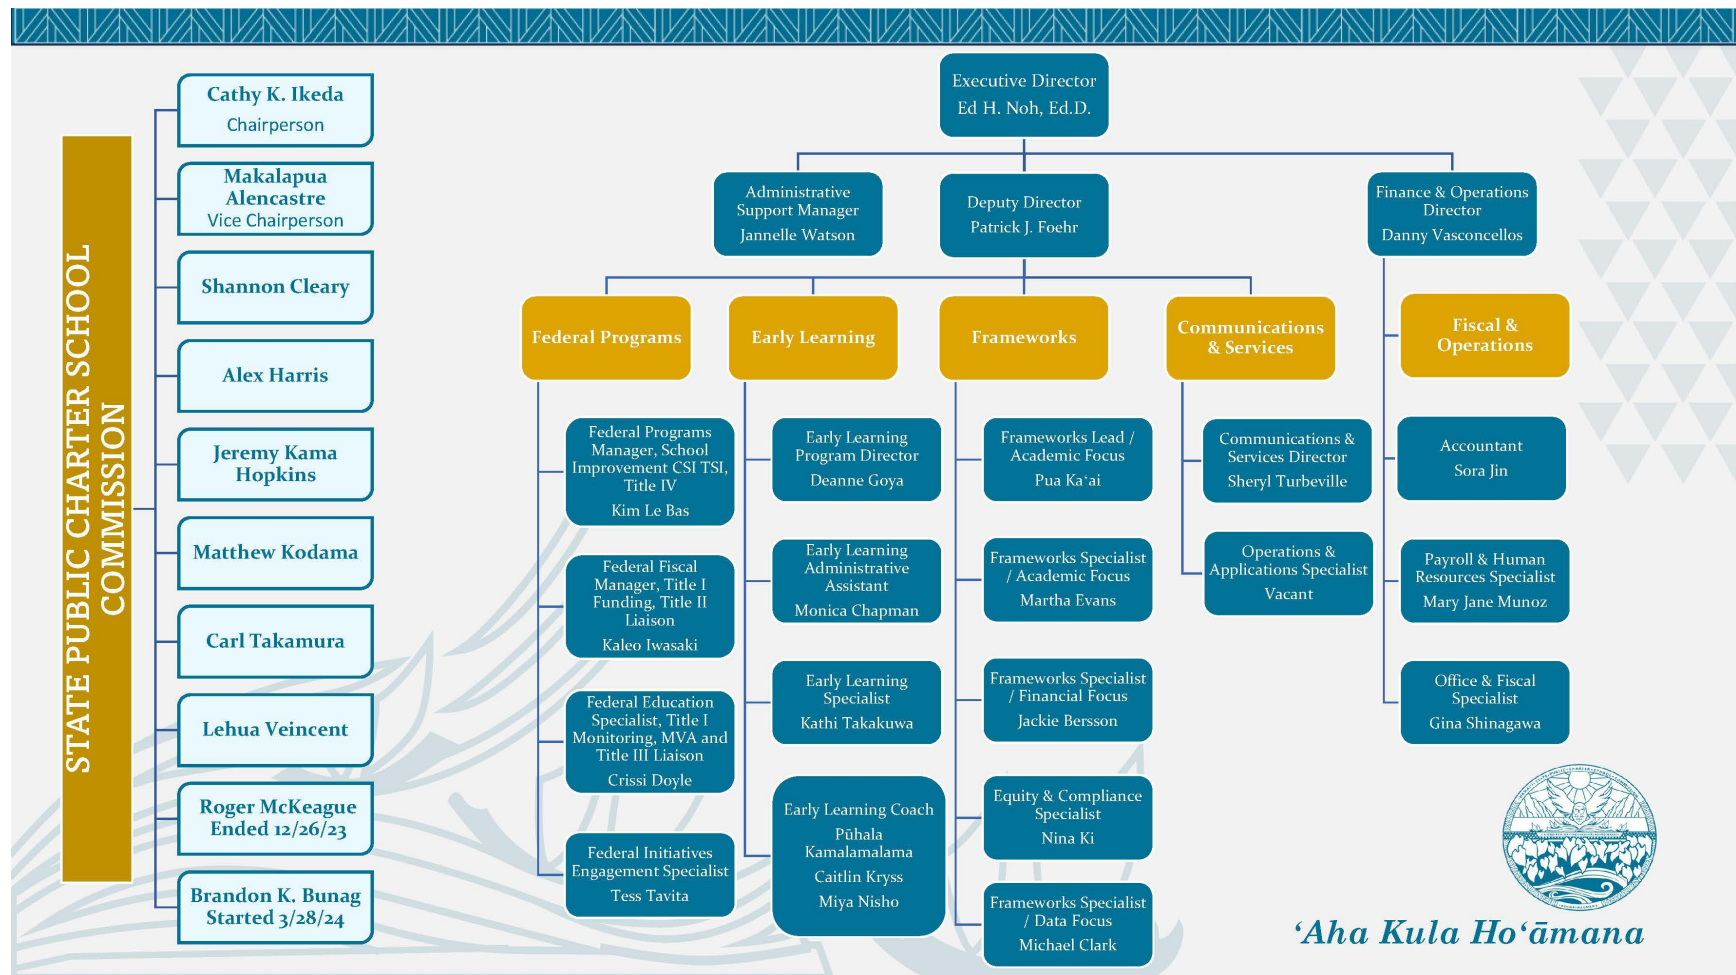 STATE PUBLIC CHARTER SCHOOL
COMMISSION
Cathy K. Ikeda
Chairperson
Makalapua
Alencastre
Vice Chairperson
Shannon Cleary
Alex Harris
Jeremy Kama
Hopkins
Matthew Kodama
Carl Takamura
Lehua Veincent
Roger McKeague
Ended 12/26/23
Brandon K. Bunag
Started 3/28/24
Executive Director
Ed H. Noh, Ed.D.
Administrative
Support Manager
Jannelle Watson
Deputy Director
Patrick J. Foehr
Finance & Operations
Director
Danny Vasconcellos
Federal Programs
Federal Programs
Manager, School
Improvement CSI TSI,
Title IV
Kim Le Bas
Federal Fiscal
Manager, Title I
Funding, Title II
Liaison
Kaleo Iwasaki
Federal Education
Specialist, Title I
Monitoring, MVA and
Title III Liaison
Crissi Doyle
Federal Initiatives
Engagement Specialist
Tess Tavita
Early Learning
Early Learning
Program Director
Deanne Goya
Early Learning
Administrative
Assistant
Monica Chapman
Early Learning
Specialist
Kathi Takakuwa
Early Learning Coach
Pūhala
Kamalamalama
Caitlin Kryss
Miya Nisho
Frameworks
Frameworks Lead /
Academic Focus
Pua Kaʻai
Frameworks Specialist
/ Academic Focus
Martha Evans
Frameworks Specialist
/ Financial Focus
Jackie Bersson
Equity & Compliance
Specialist
Nina Ki
Frameworks Specialist
/ Data Focus
Michael Clark
Communications
& Services
Communications &
Services Director
Sheryl Turbeville
Operations &
Applications Specialist
Vacant
Fiscal &
Operations
Accountant
Sora Jin
Payroll & Human
Resources Specialist
Mary Jane Munoz
Office & Fiscal
Specialist
Gina Shinagawa
ʻAha Kula Hoʻāmana